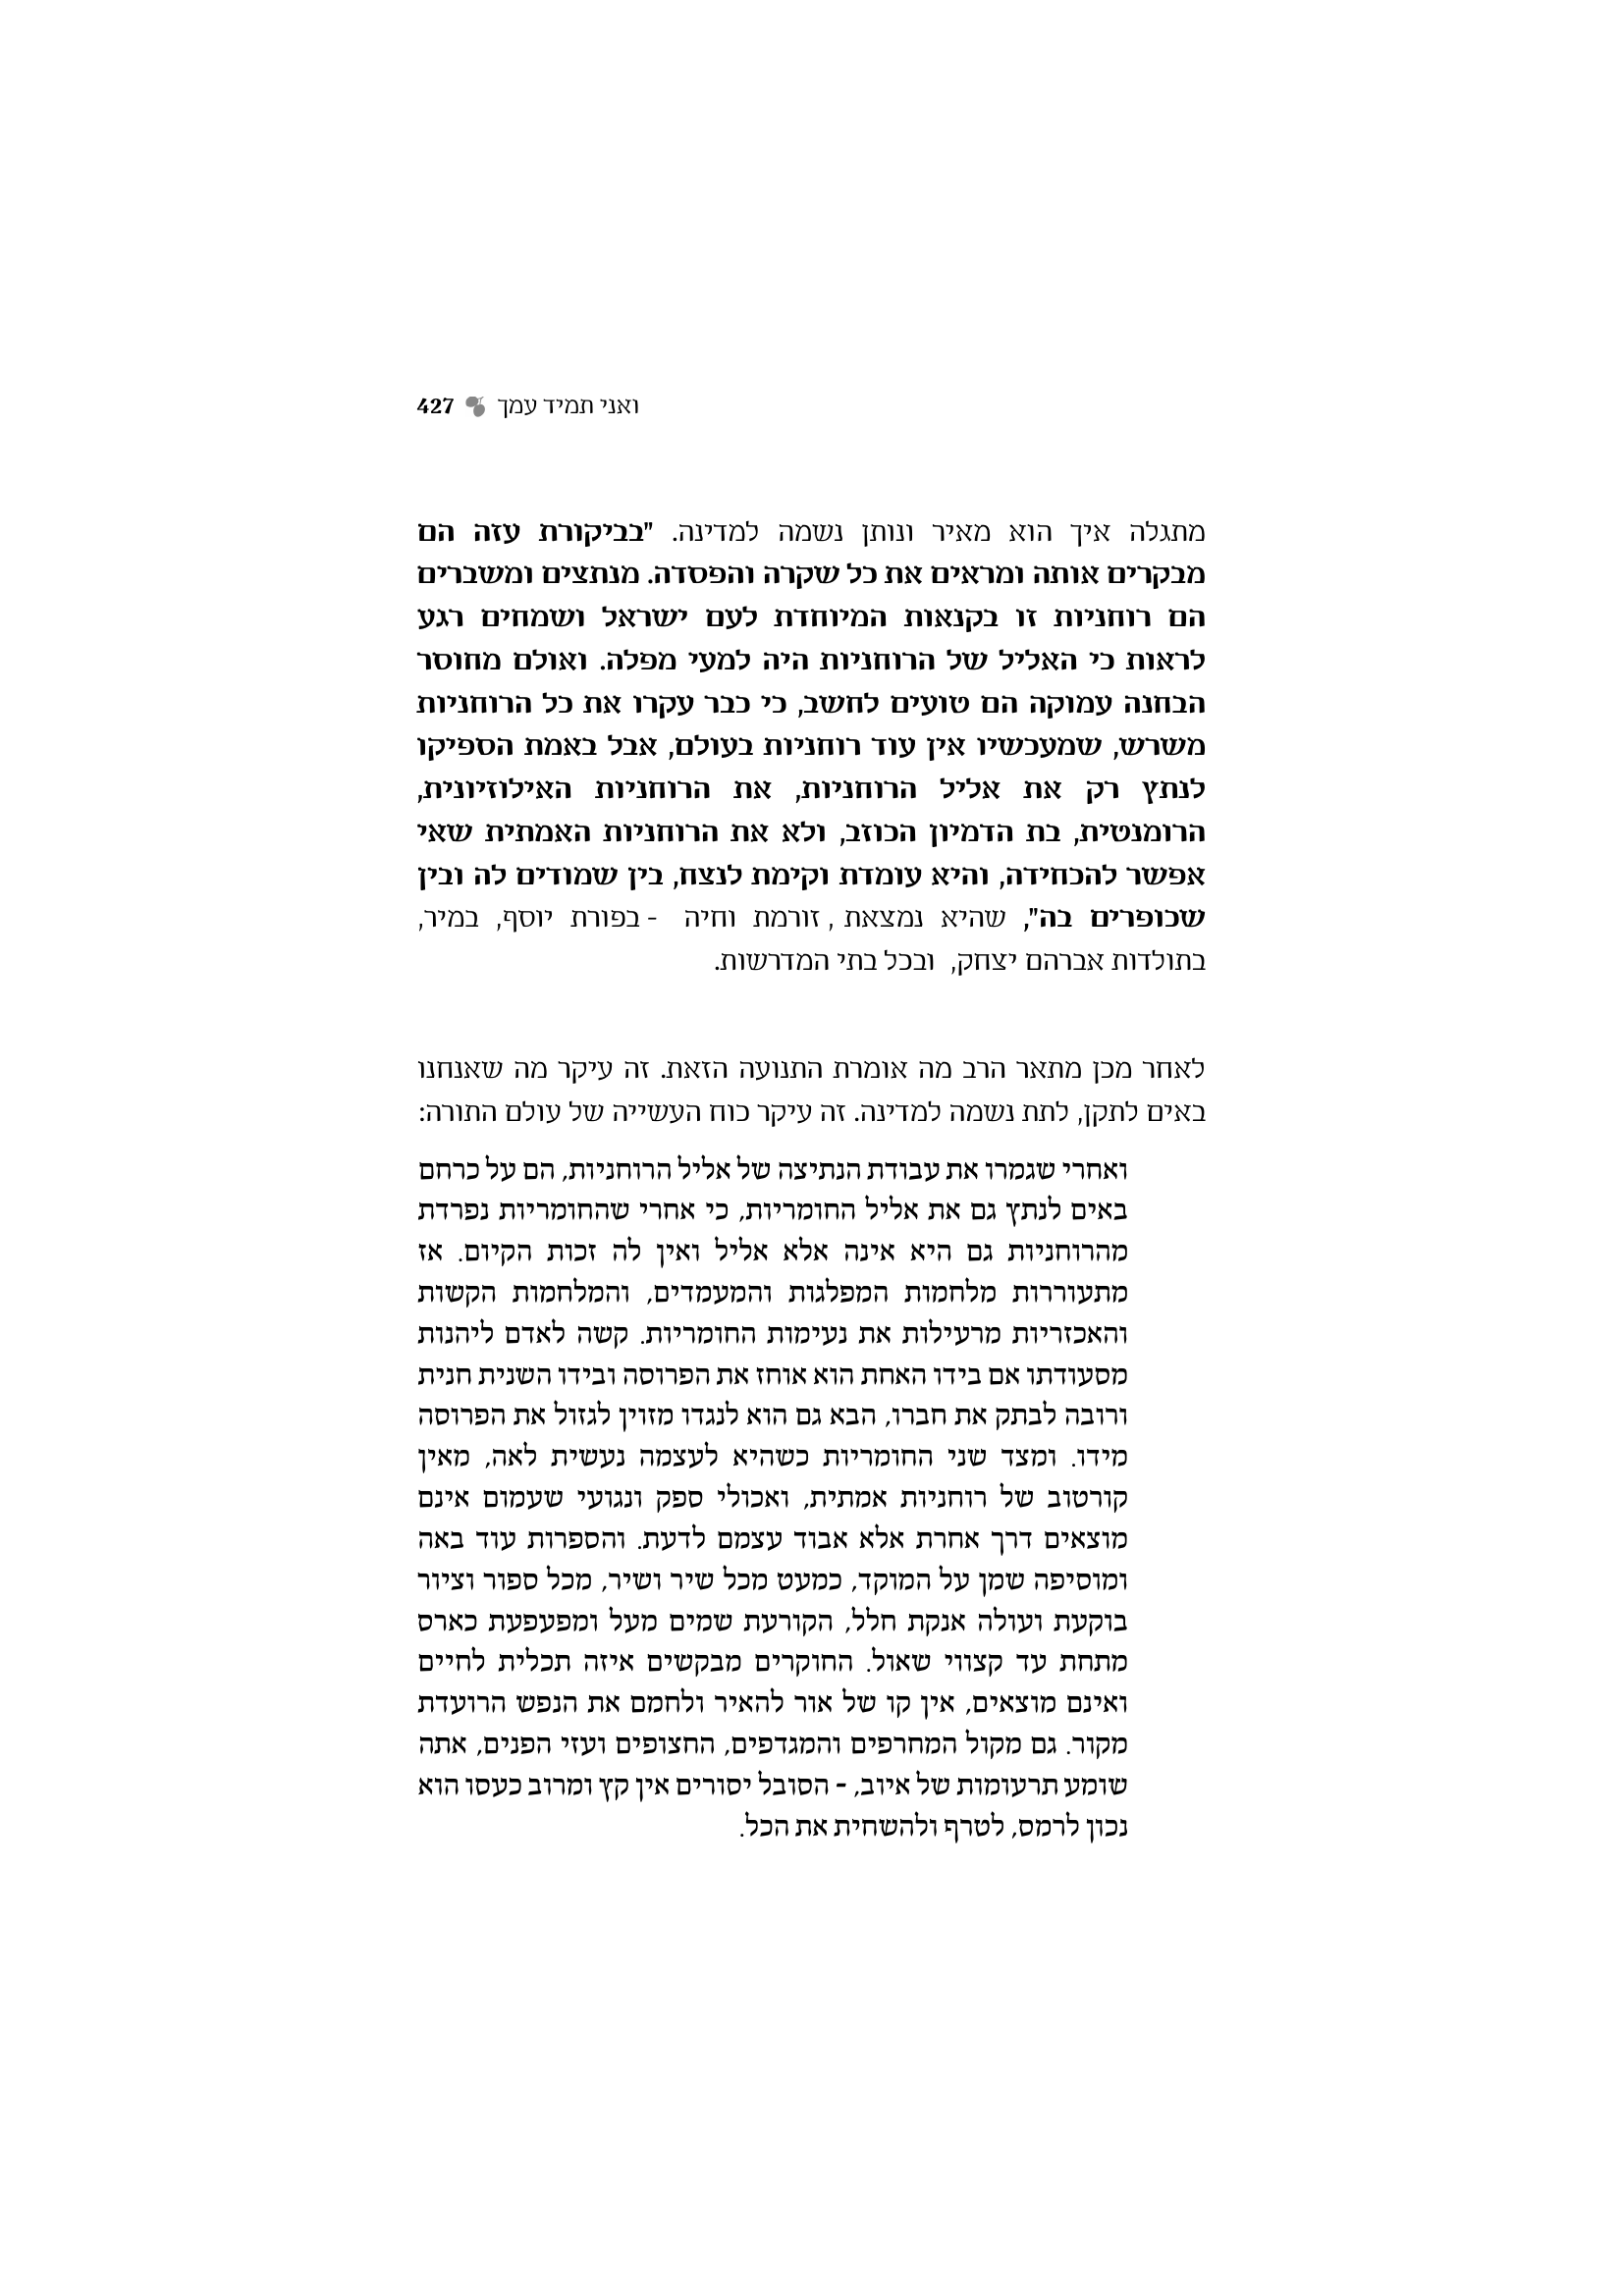 ואני תמיד עמך 427
מתגלה איך הוא מאיר ונותן נשמה למדינה. "בביקורת עזה הם
מבקרים אותה ומראים את כל שקרה והפסדה. מנתצים ומשברים
הם רוחניות זו בקנאות המיוחדת לעם ישראל ושמחים רגע
לראות כי האליל של הרוחניות היה למעי מפלה. ואולם מחוסר
הבחנה עמוקה הם טועים לחשב, כי כבר עקרו את כל הרוחניות
משרש, שמעכשיו אין עוד רוחניות בעולם, אבל באמת הספיקו
לנתץ רק את אליל הרוחניות, את הרוחניות האילוזיונית,
הרומנטית, בת הדמיון הכוזב, ולא את הרוחניות האמתית שאי
אפשר להכחידה, והיא עומדת וקימת לנצח, בין שמודים לה ובין
שכופרים בה", שהיא נמצאת , זורמת וחיה - בפורת יוסף, במיר,
בתולדות אברהם יצחק, ובכל בתי המדרשות.
לאחר מכן מתאר הרב מה אומרת התנועה הזאת. זה עיקר מה שאנחנו
באים לתקן, לתת נשמה למדינה. זה עיקר כוח העשייה של עולם התורה:
ואחרי שגמרו את עבודת הנתיצה של אליל הרוחניות, הם על כרחם
באים לנתץ גם את אליל החומריות, כי אחרי שהחומריות נפרדת
מהרוחניות גם היא אינה אלא אליל ואין לה זכות הקיום. אז
מתעוררות מלחמות המפלגות והמעמדים, והמלחמות הקשות
והאכזריות מרעילות את נעימות החומריות. קשה לאדם ליהנות
מסעודתו אם בידו האחת הוא אוחז את הפרוסה ובידו השנית חנית
ורובה לבתק את חברו, הבא גם הוא לנגדו מזוין לגזול את הפרוסה
מידו. ומצד שני החומריות כשהיא לעצמה נעשית לאה, מאין
קורטוב של רוחניות אמתית, ואכולי ספק ונגועי שעמום אינם
מוצאים דרך אחרת אלא אבוד עצמם לדעת. והספרות עוד באה
ומוסיפה שמן על המוקד, כמעט מכל שיר ושיר, מכל ספור וציור
בוקעת ועולה אנקת חלל, הקורעת שמים מעל ומפעפעת כארס
מתחת עד קצווי שאול. החוקרים מבקשים איזה תכלית לחיים
ואינם מוצאים, אין קו של אור להאיר ולחמם את הנפש הרועדת
מקור. גם מקול המחרפים והמגדפים, החצופים ועזי הפנים, אתה
שומע תרעומות של איוב, - הסובל יסורים אין קץ ומרוב כעסו הוא
נכון לרמס, לטרף ולהשחית את הכל.